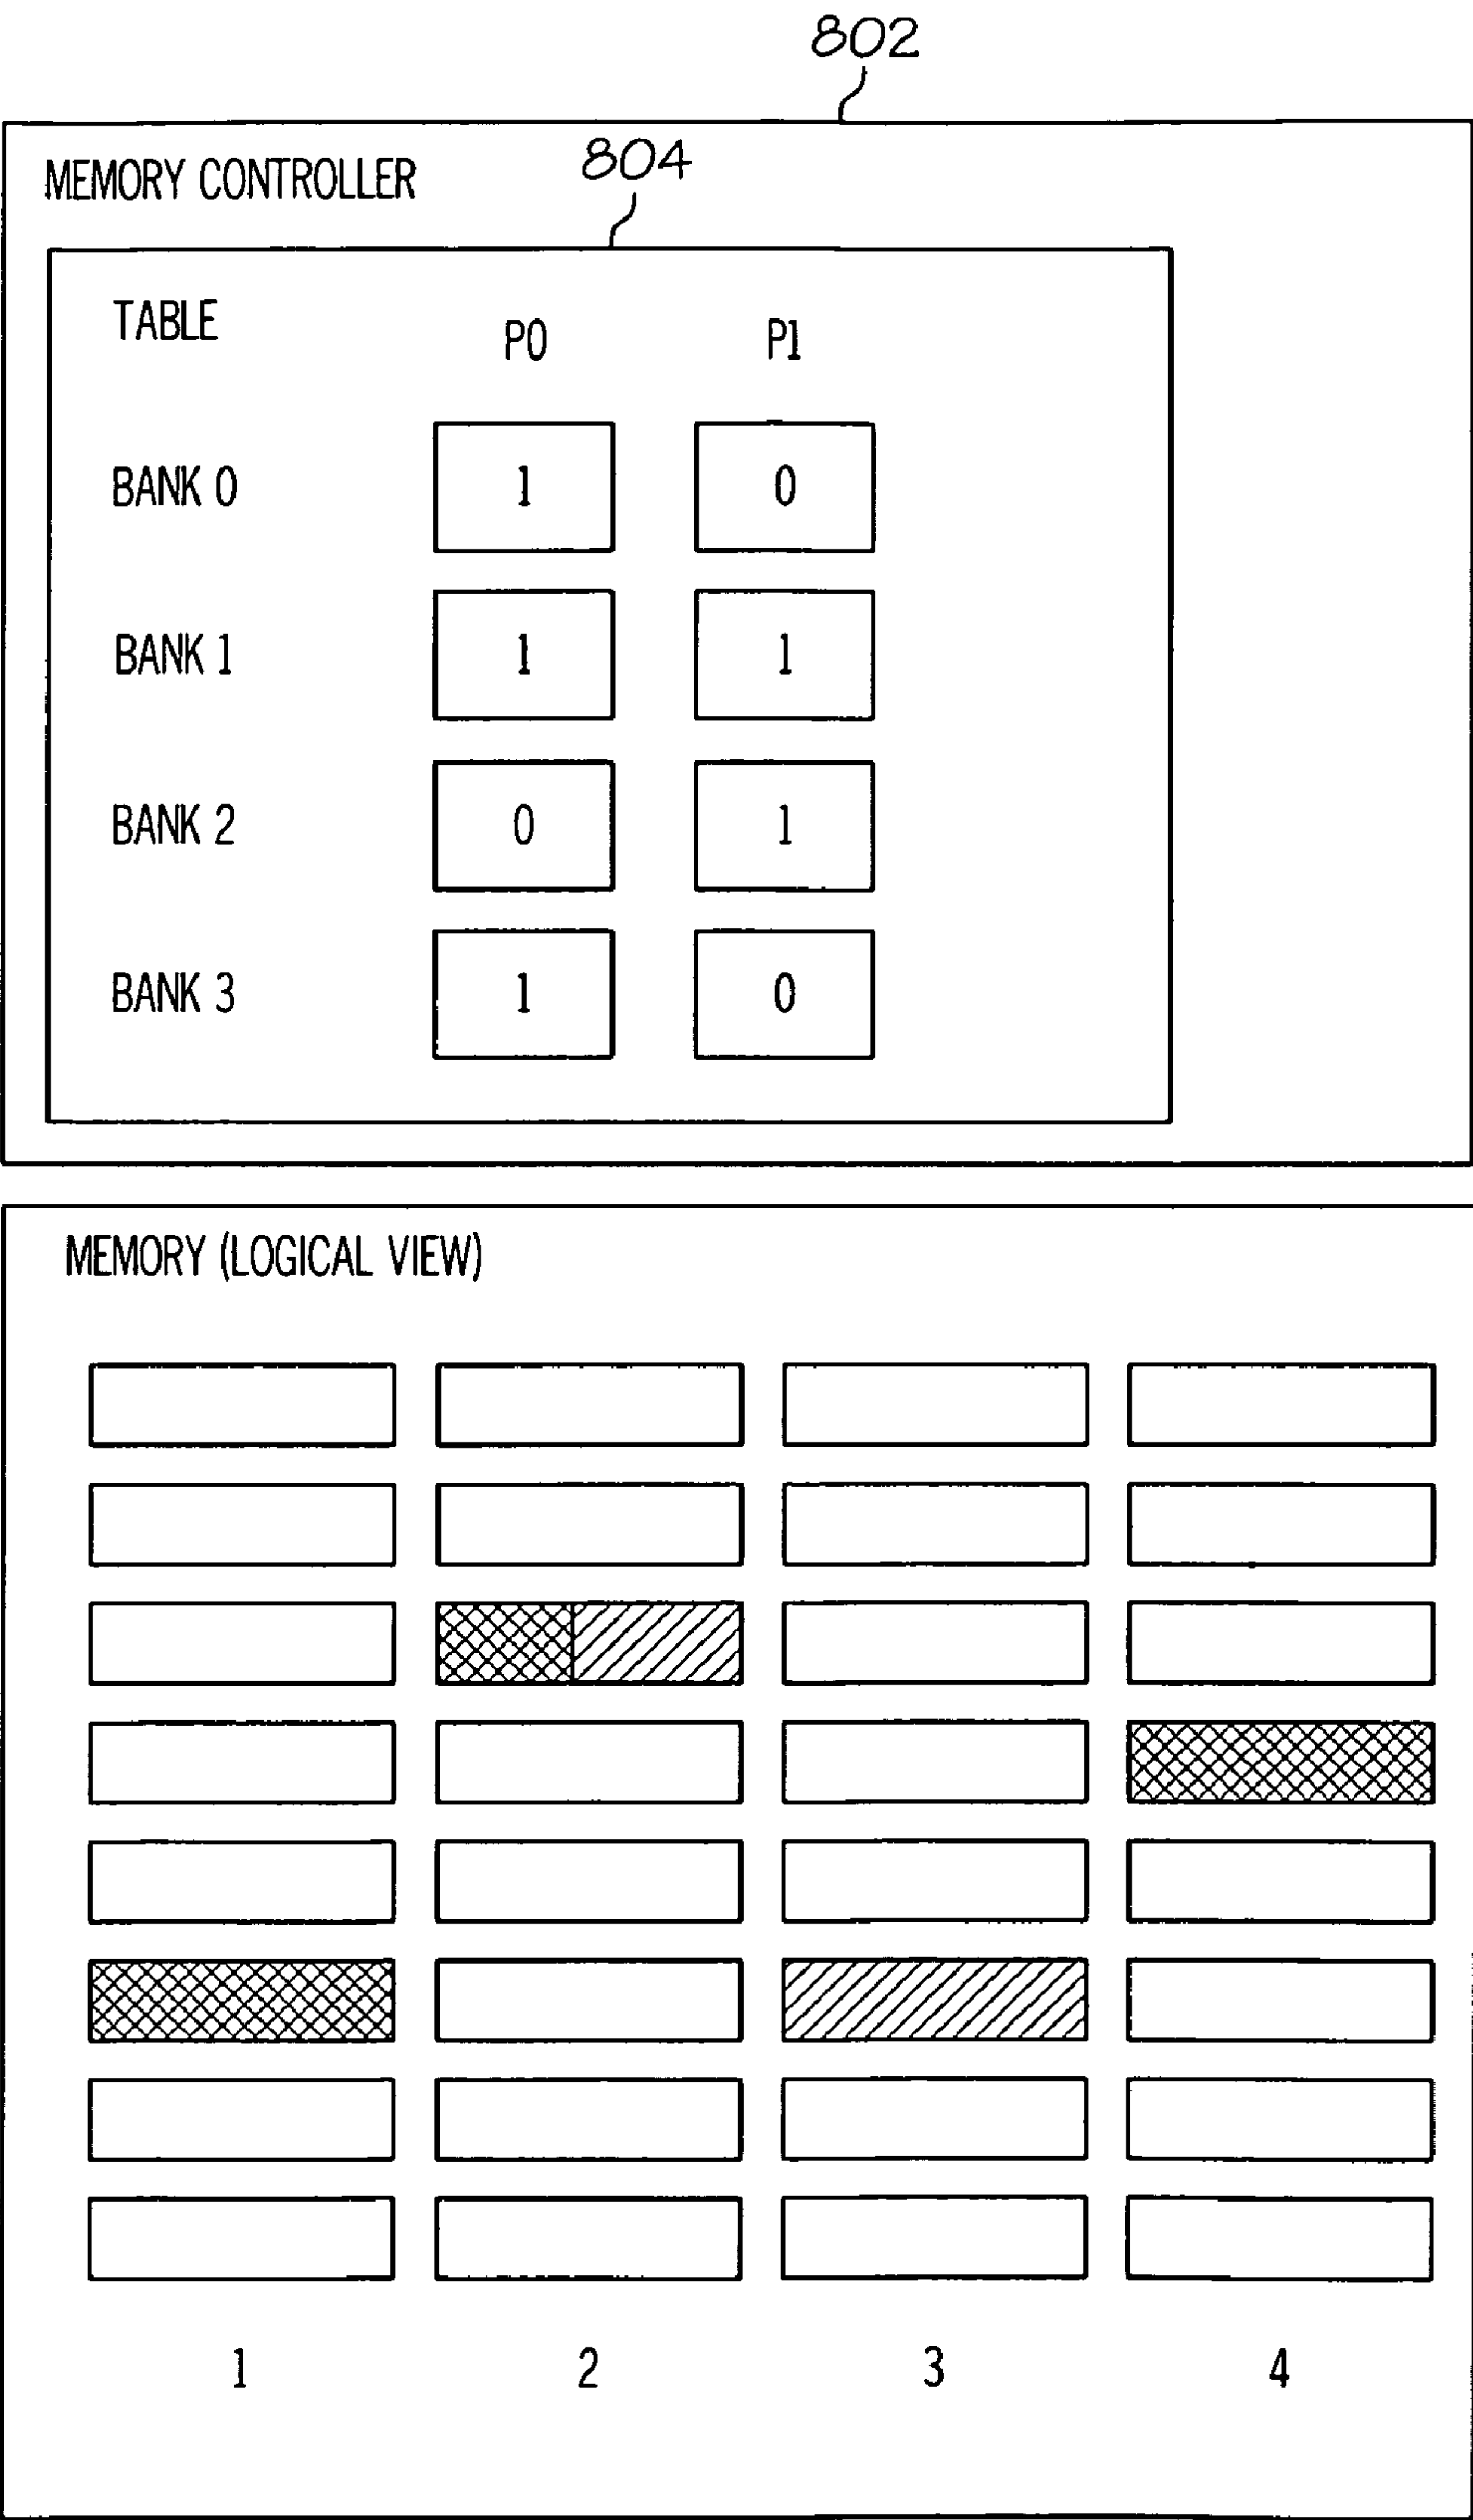 802
MEMORY CONTROLLER
804
TABLE P0 P1
BANK 0 1 0
BANK 1 1 1
BANK 2 0 1
BANK 3 1 0
MEMORY (LOGICAL VIEW)
1 2 3 4